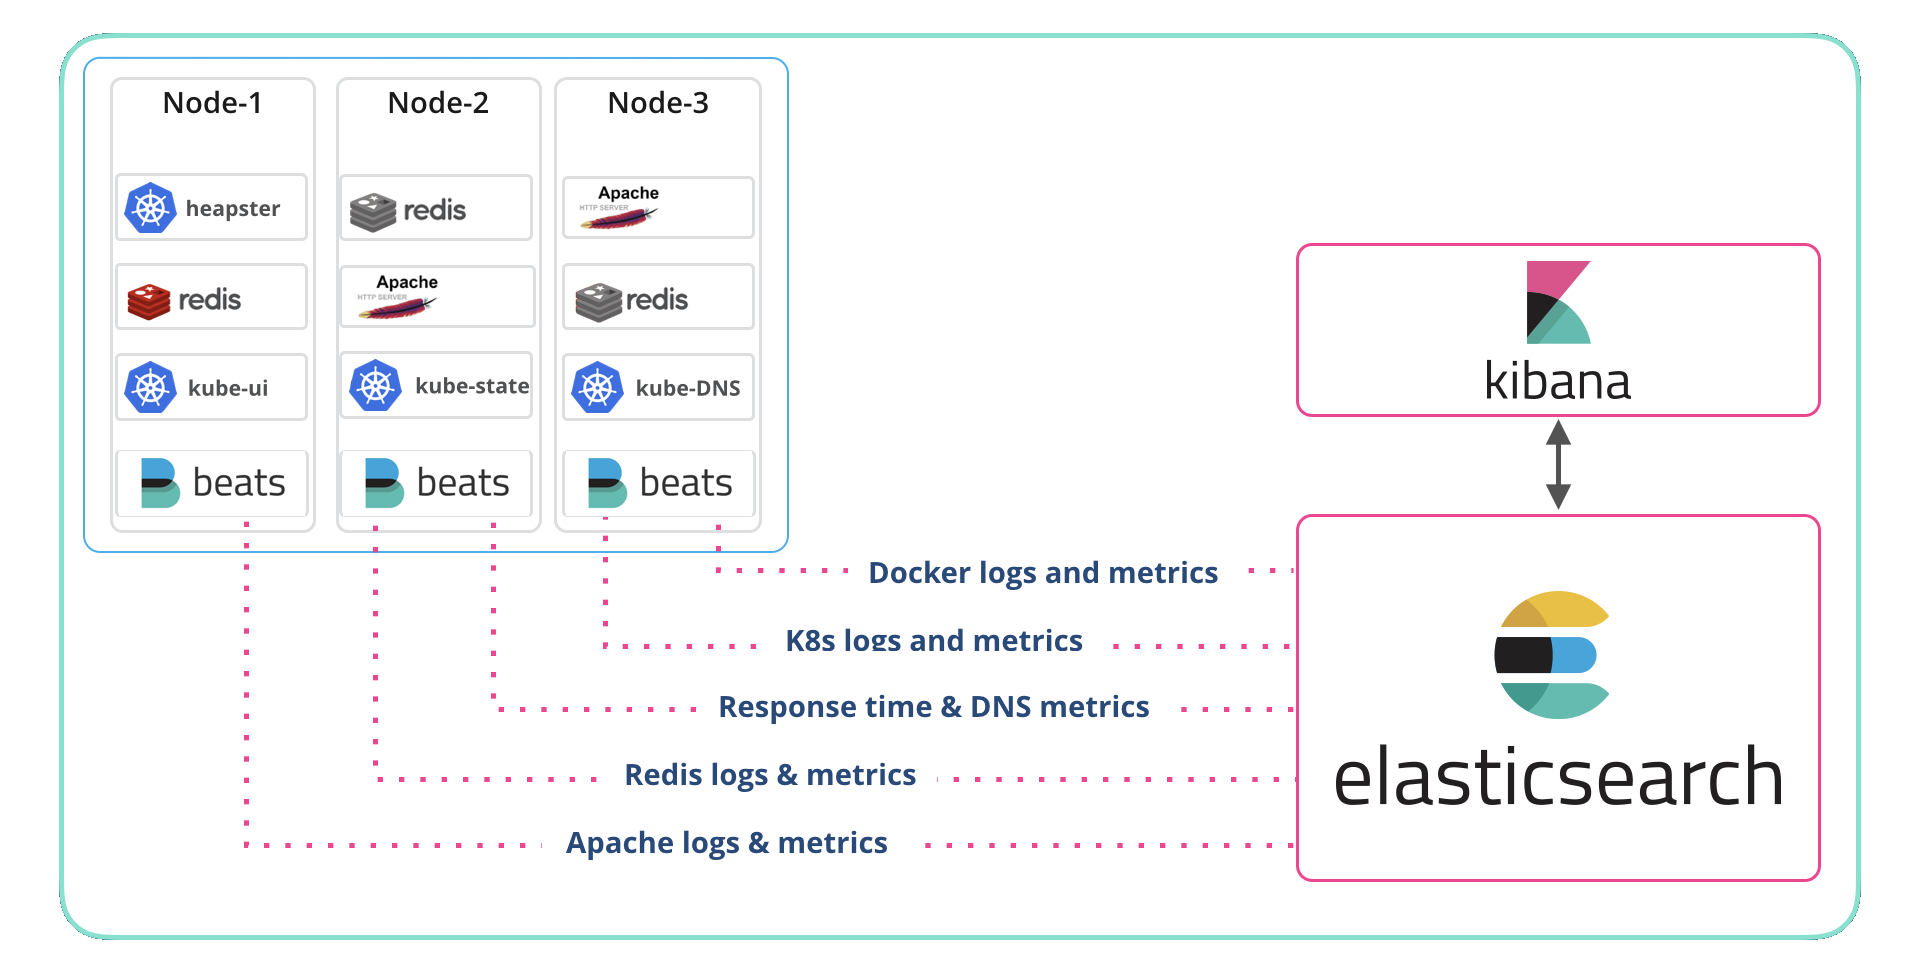 Node-1
heapster
redis
kube-ui
beats
Node-2
redis
Apache
HTTP SERVER
kube-state
beats
Node-3
Apache
HTTP SERVER
redis
kube-DNS
beats
Docker logs and metrics
K8s logs and metrics
Response time & DNS metrics
Redis logs & metrics
Apache logs & metrics
kibana
elasticsearch